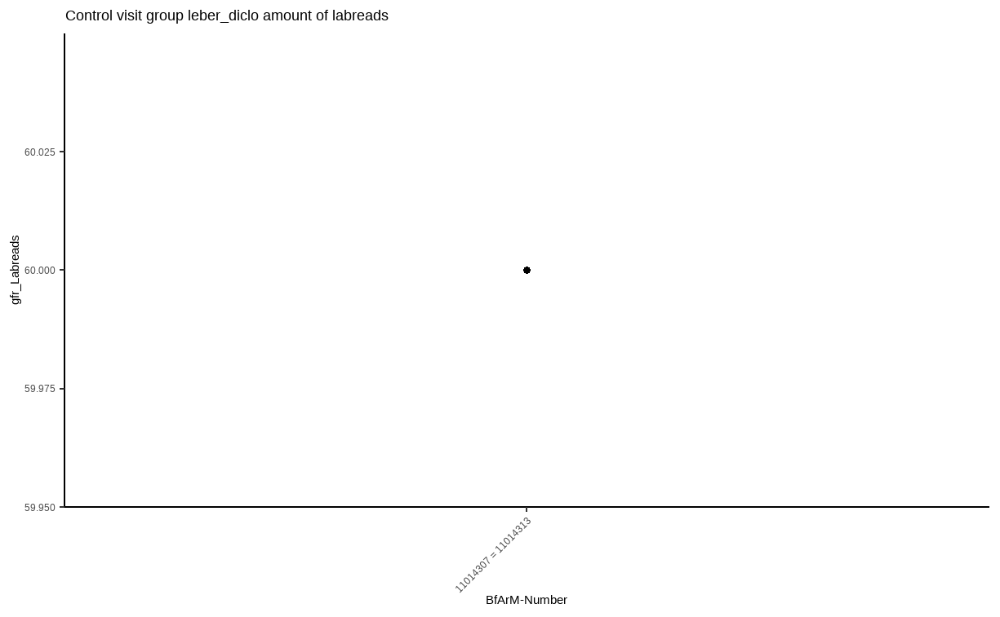 Control visit group leber_diclo amount of labreads
gfr_Labreads
60.025
60.000
59.975
59.950
11014307 = 11014313
BfArM-Number